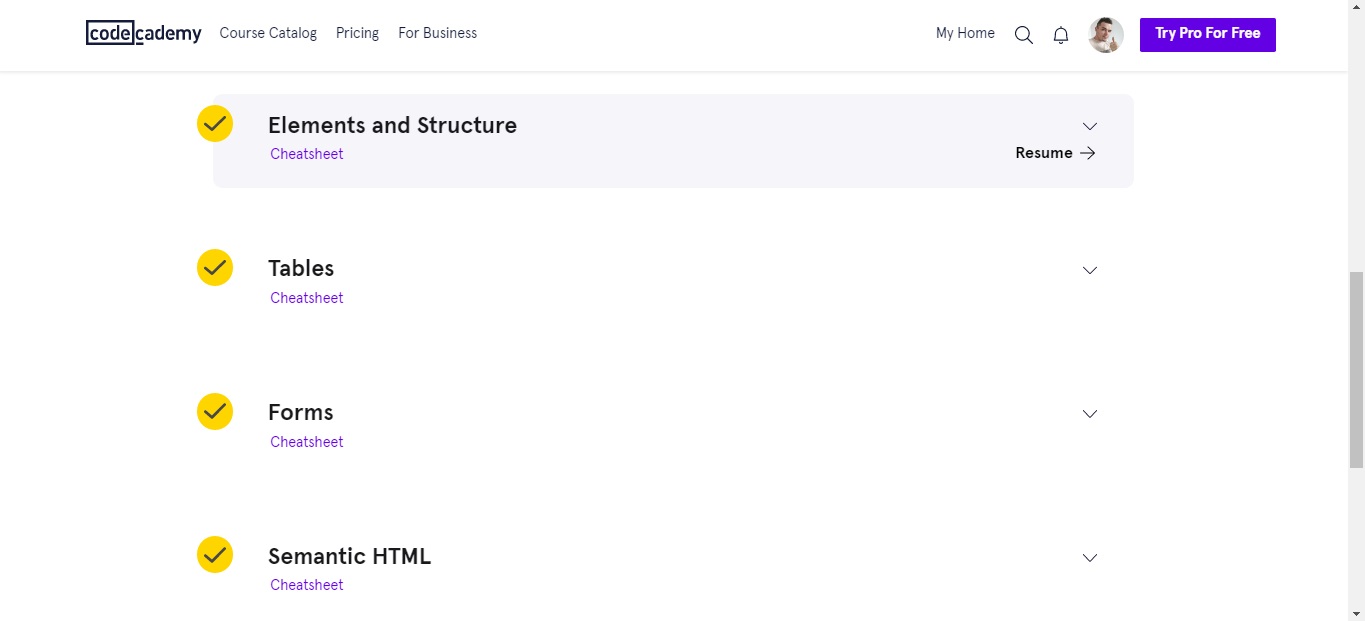 codecademy Course Catalog Pricing For Business My Home Try Pro For Free
Elements and Structure
Cheatsheet
Resume
Tables
Cheatsheet
Forms
Cheatsheet
Semantic HTML
Cheatsheet